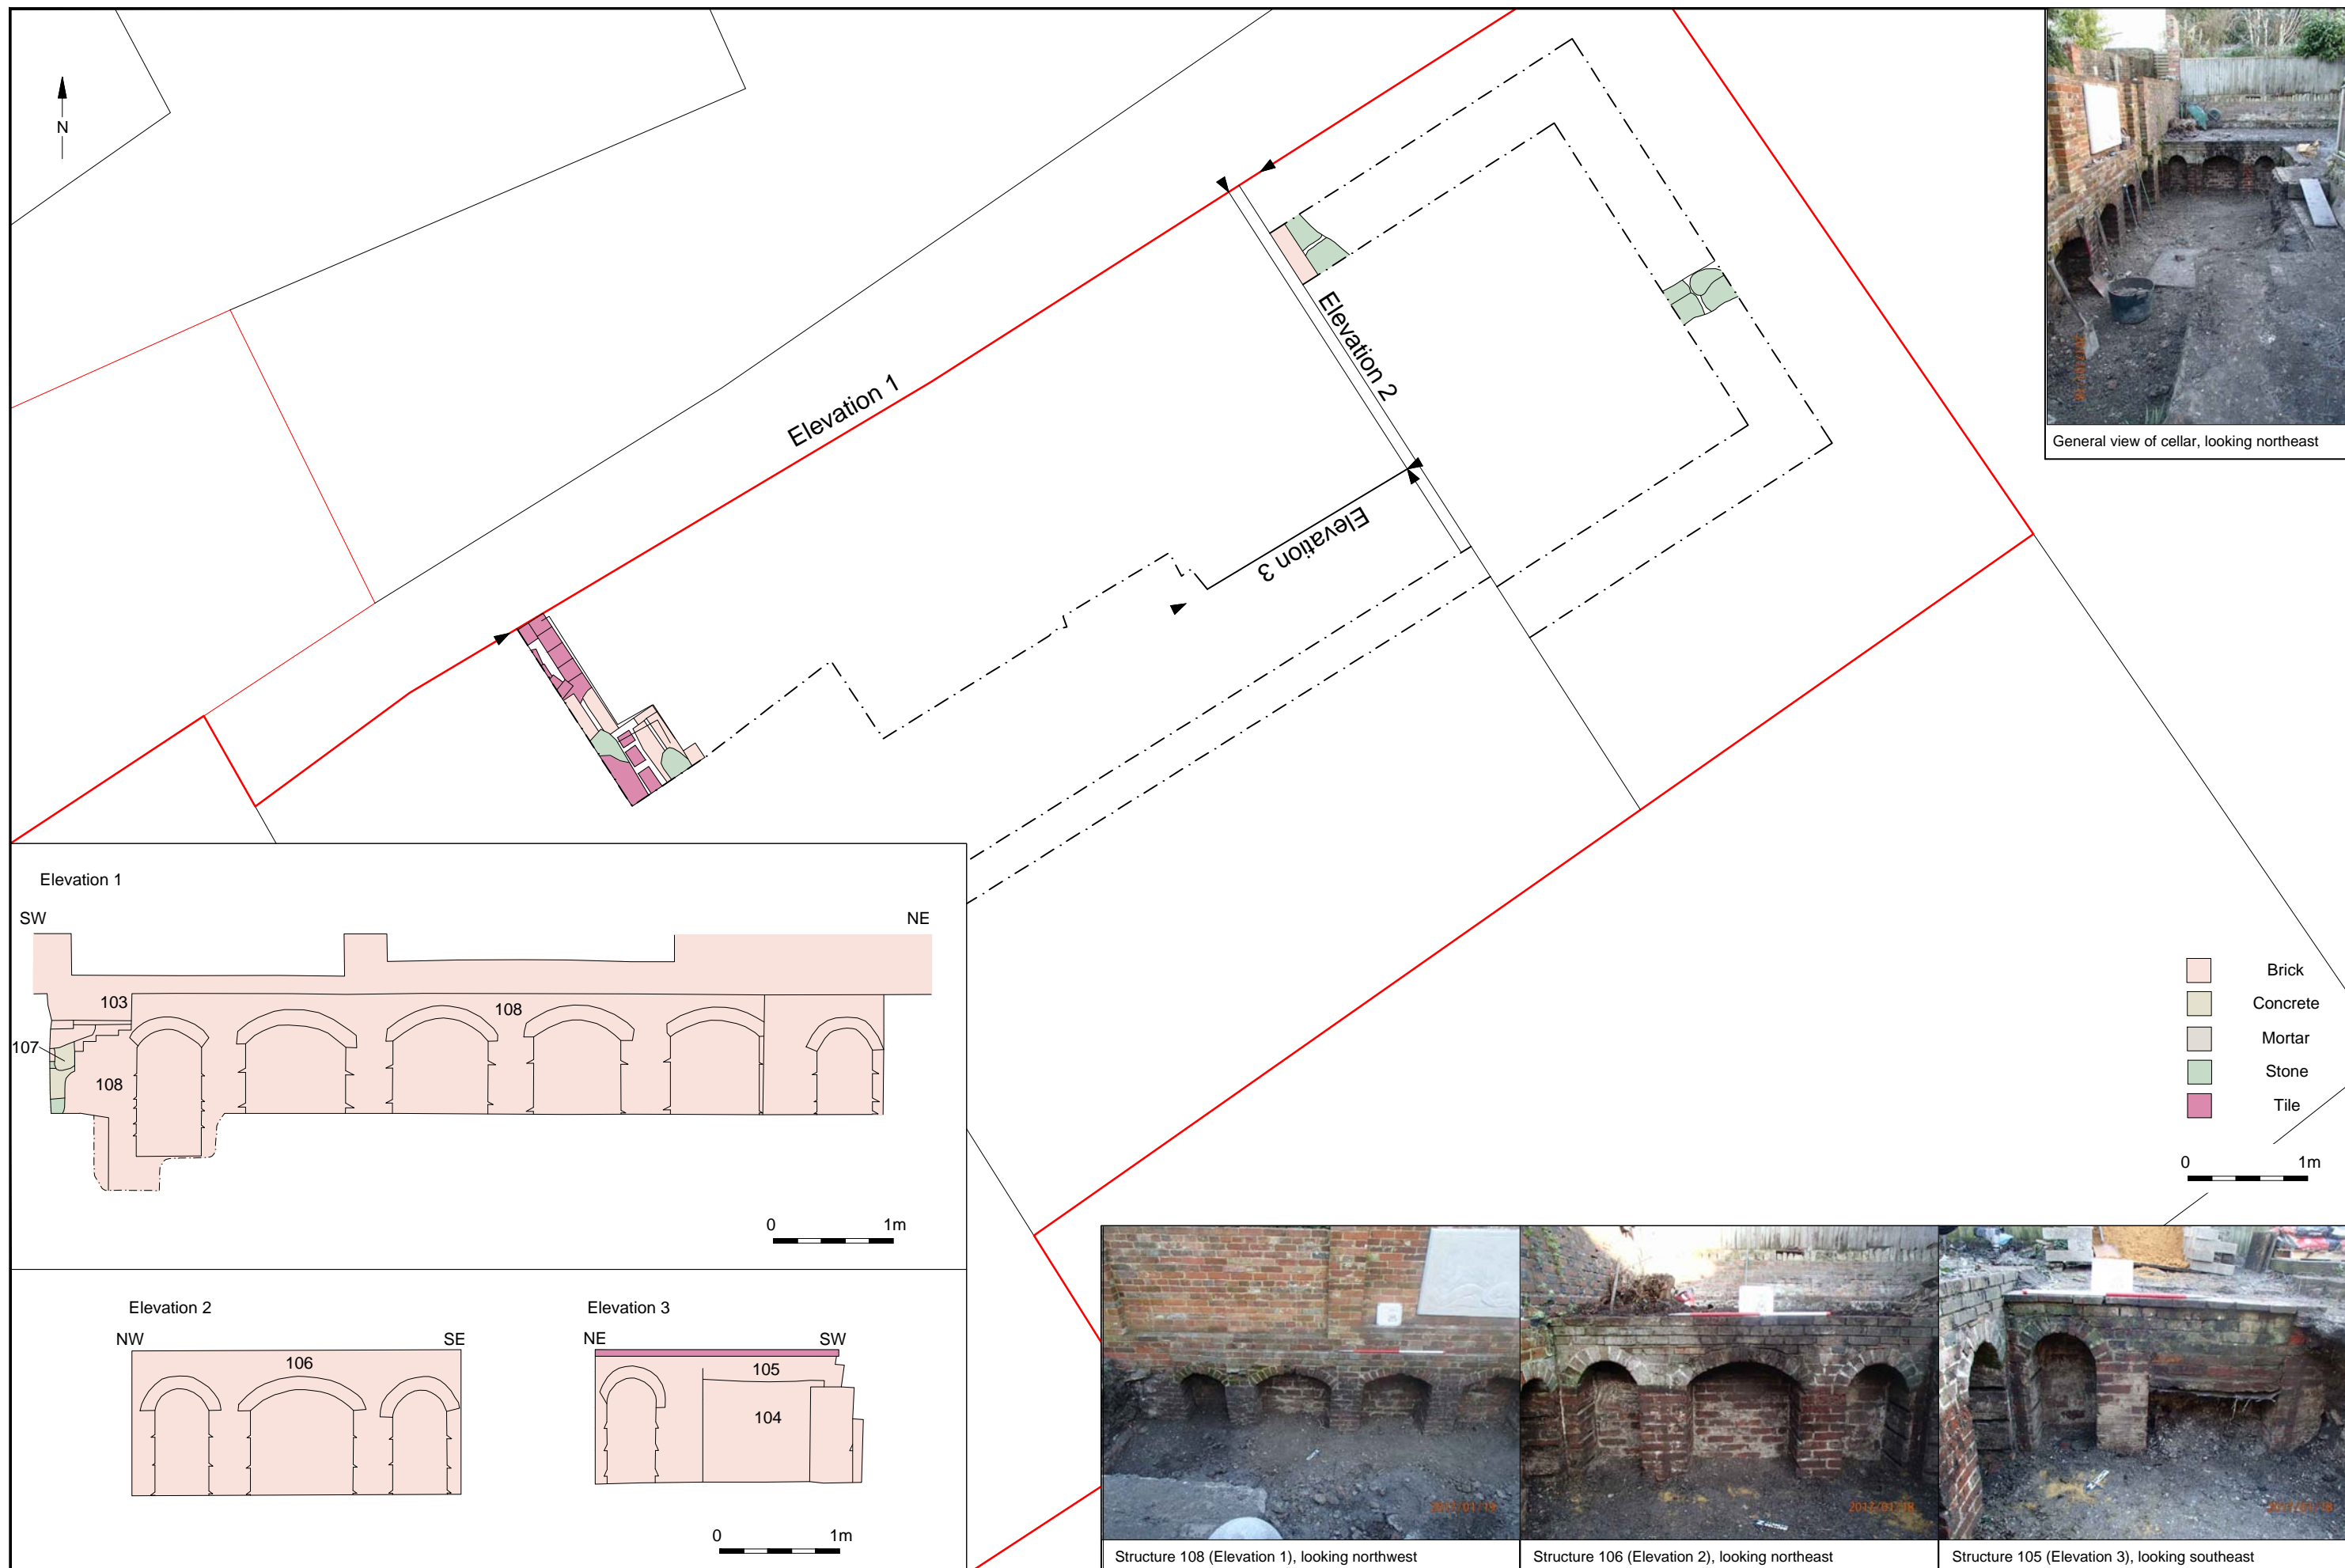 N
General view of cellar, looking northeast
Elevation 1
Elevation 2
Elevation 3
Elevation 1
SW
NE
103
108
107
108
0
1m
Elevation 2
NW
SE
106
Elevation 3
NE
SW
105
104
0
1m
Brick
Concrete
Mortar
Stone
Tile
0
1m
Structure 108 (Elevation 1), looking northwest
Structure 106 (Elevation 2), looking northeast
Structure 105 (Elevation 3), looking southeast